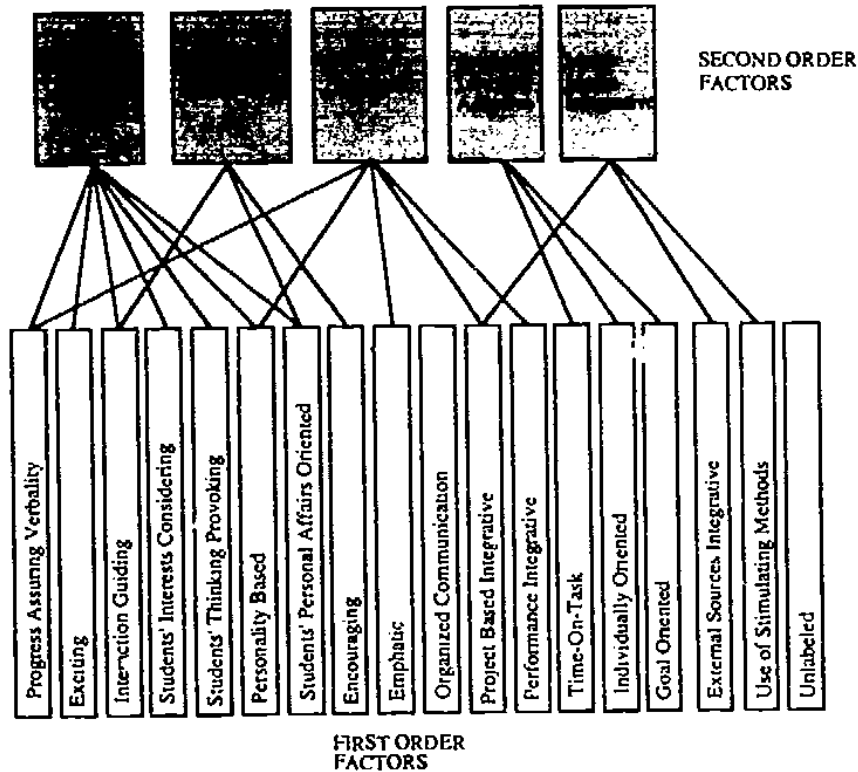 SECOND ORDER
FACTORS
Progress Assuring Verbality
Exciting
Interaction Guiding
Students' Interests Considering
Students' Thinking Provoking
Personality Based
Students' Personal Affairs Oriented
Encouraging
Emphatic
Organized Communication
Project Based Integrative
Performance Integrative
Time-On-Task
Individually Oriented
Goal Oriented
External Sources Integrative
Use of Stimulating Methods
Unlabeled
FIRST ORDER
FACTORS